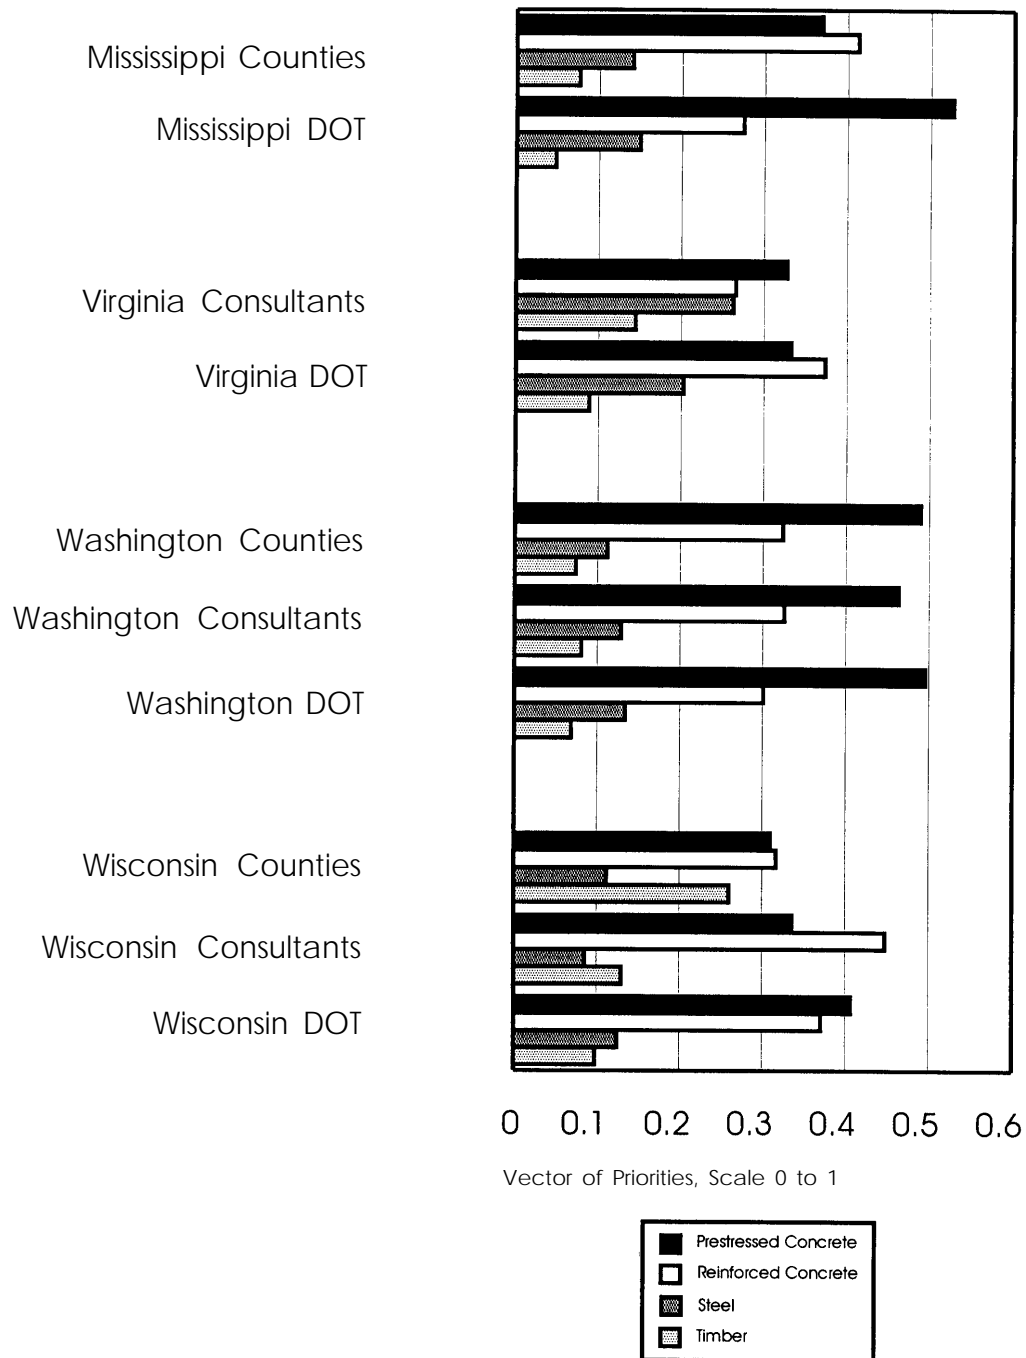 Mississippi Counties
Mississippi DOT
Virginia Consultants
Virginia DOT
Washington Counties
Washington Consultants
Washington DOT
Wisconsin Counties
Wisconsin Consultants
Wisconsin DOT
0 0.1 0.2 0.3 0.4 0.5 0.6
Vector of Priorities, Scale 0 to 1
Prestressed Concrete
Reinforced Concrete
Steel
Timber